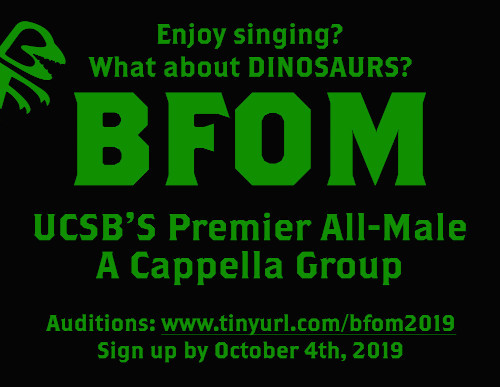 Enjoy singing?
What about DINOSAURS?
BFOM
UCSB'S Premier All-Male
A Cappella Group
Auditions: www.tinyurl.com/bfom2019
Sign up by October 4th, 2019